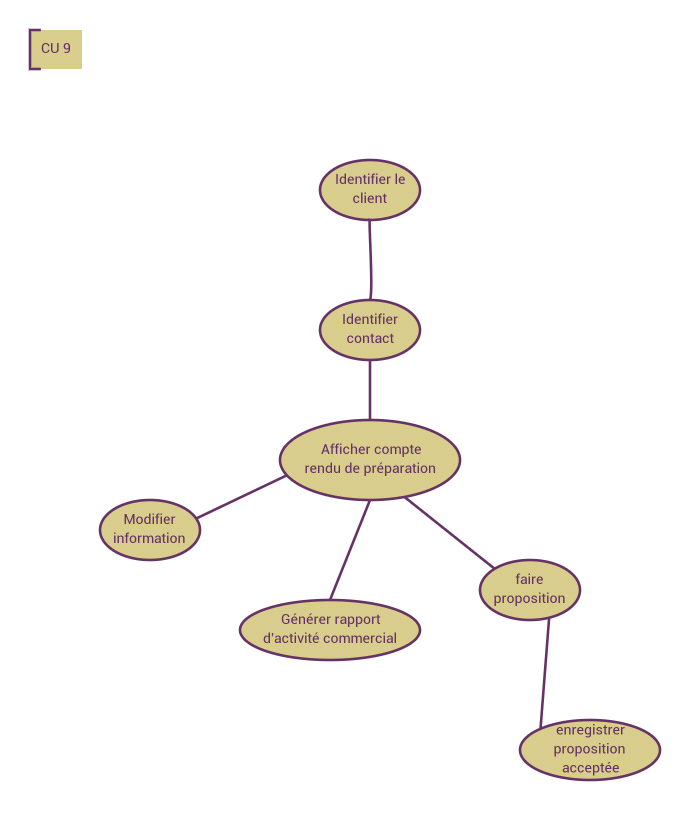 CU 9
Identifier le
client
Identifier
contact
Afficher compte
rendu de préparation
Modifier
information
faire
proposition
Générer rapport
d'activité commercial
enregistrer
proposition
acceptée